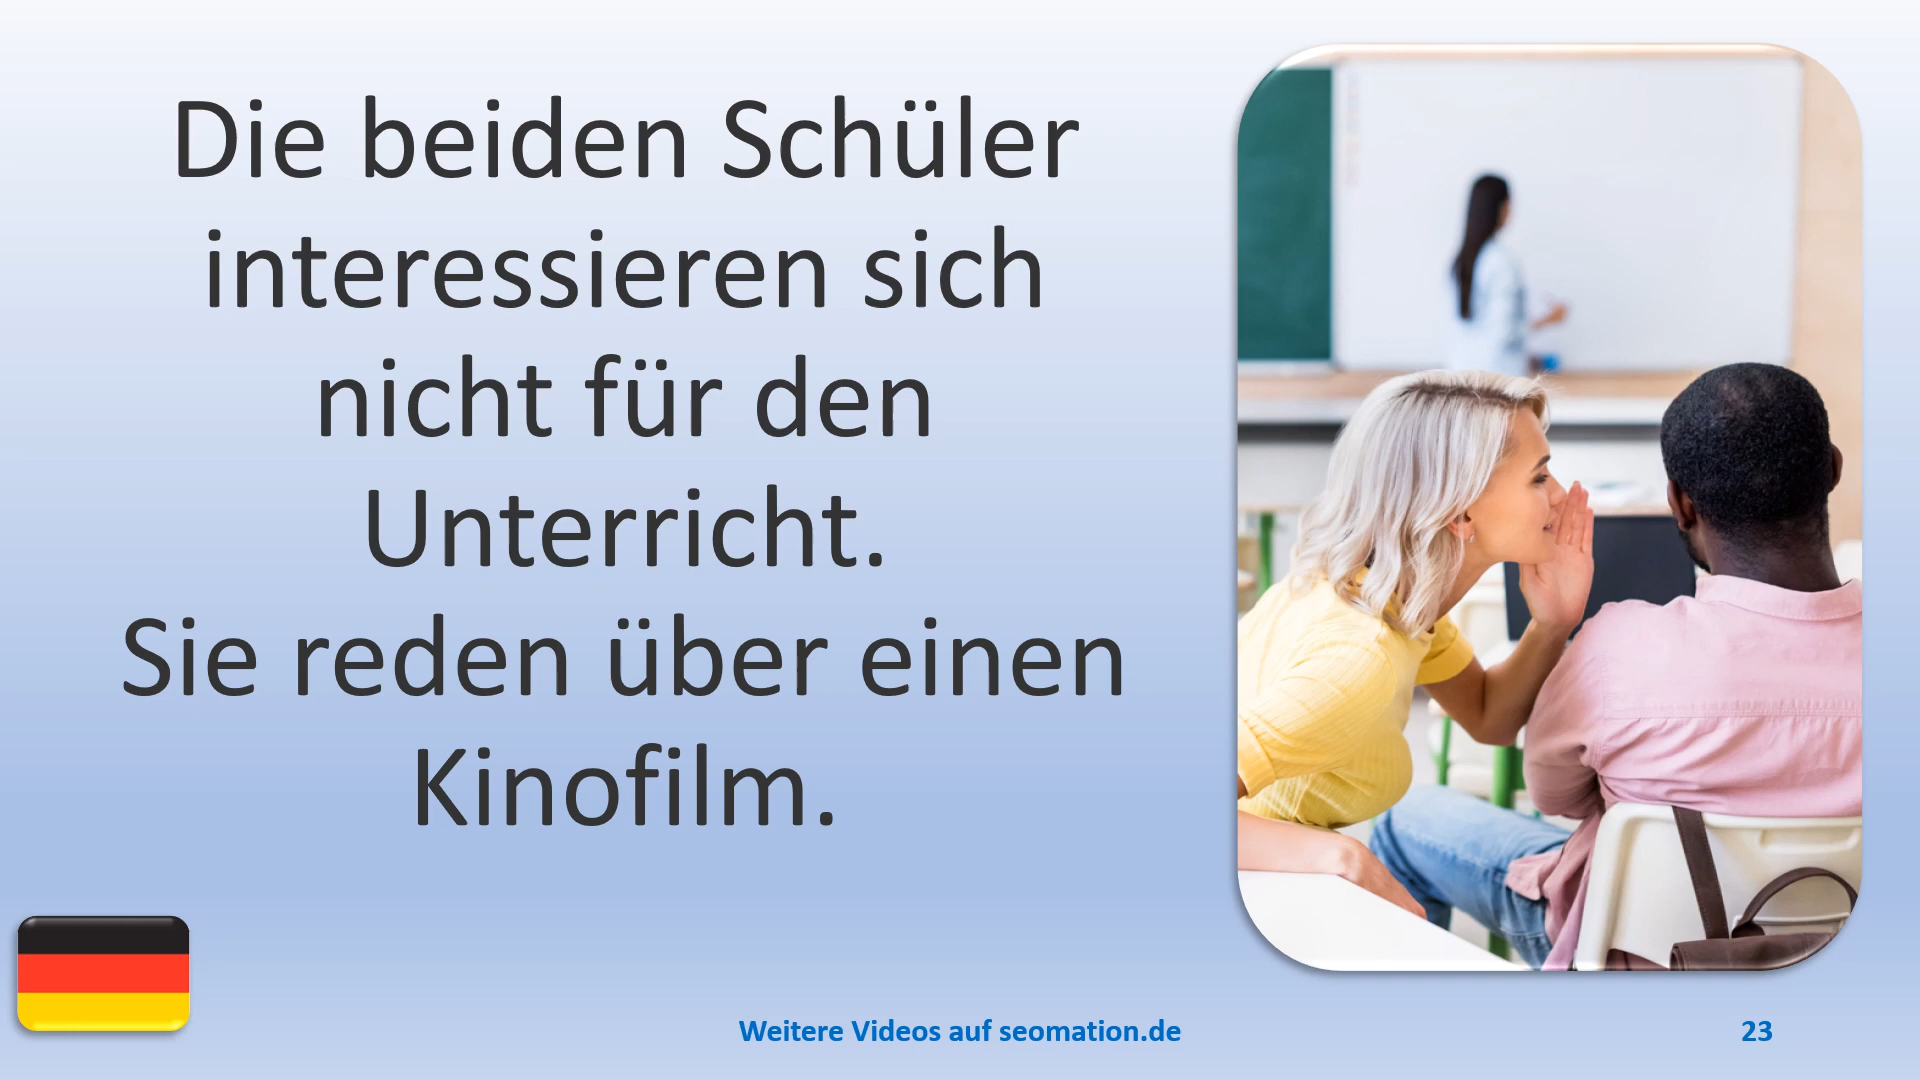 Die beiden Schüler
interessieren sich
nicht für den
Unterricht.
Sie reden über einen
Kinofilm.
Weitere Videos auf seomation.de
23